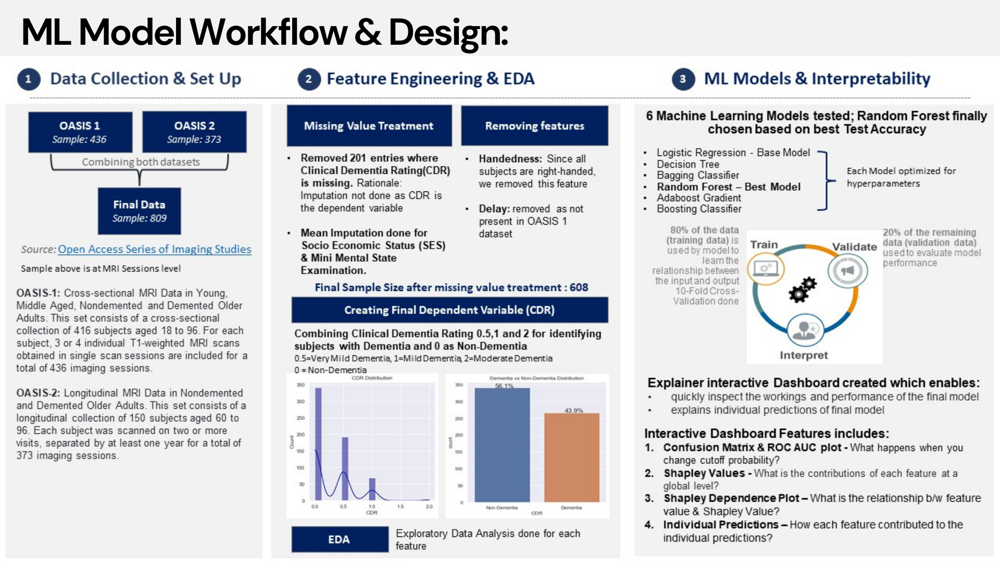 ML Model Workflow & Design:
1 Data Collection & Set Up
OASIS 1
Sample: 436
OASIS 2
Sample: 373
Combining both datasets
Final Data
Sample: 809
Source: Open Access Series of Imaging Studies
Sample above is at MRI Sessions level
OASIS-1: Cross-sectional MRI Data in Young,
Middle Aged, Nondemented and Demented Older
Adults. This set consists of a cross-sectional
collection of 416 subjects aged 18 to 96. For each
subject, 3 or 4 individual T1-weighted MRI scans
obtained in single scan sessions are included for a
total of 436 imaging sessions.
OASIS-2: Longitudinal MRI Data in Nondemented
and Demented Older Adults. This set consists of a
longitudinal collection of 150 subjects aged 60 to
96. Each subject was scanned on two or more
visits, separated by at least one year for a total of
373 imaging sessions.
2 Feature Engineering & EDA
Missing Value Treatment
• Removed 201 entries where
Clinical Dementia Rating(CDR)
is missing. Rationale:
Imputation not done as CDR is
the dependent variable
• Mean Imputation done for
Socio Economic Status (SES)
& Mini Mental State
Examination.
Removing features
• Handedness: Since all
subjects are right-handed,
we removed this feature
• Delay: removed as not
present in OASIS 1
dataset
Final Sample Size after missing value treatment : 608
Creating Final Dependent Variable (CDR)
Combining Clinical Dementia Rating 0.5,1 and 2 for identifying
subjects with Dementia and 0 as Non-Dementia
0.5=Very Mild Dementia, 1=Mild Dementia, 2=Moderate Dementia
0 = Non-Dementia
CDR Distribution
350
300
250
200
150
100
50
0
Count
0.0 0.5 1.0 1.5 2.0
CDR
Dementia vs Non-Dementia Distribution
56.1%
43.9%
350
300
250
200
150
100
50
0
count
Non-Dementia Dementia
CDR
EDA
Exploratory Data Analysis done for each
feature
3 ML Models & Interpretability
6 Machine Learning Models tested; Random Forest finally
chosen based on best Test Accuracy
• Logistic Regression - Base Model
• Decision Tree
• Bagging Classifier
• Random Forest – Best Model
• Adaboost Gradient
• Boosting Classifier
Each Model optimized for
hyperparameters
80% of the data
(training data) is
used by model to
learn the
relationship between
the input and output
10-Fold Cross-
Validation done
Train
Validate
Interpret
20% of the remaining
data (validation data)
used to evaluate model
performance
Explainer interactive Dashboard created which enables:
• quickly inspect the workings and performance of the final model
• explains individual predictions of final model
Interactive Dashboard Features includes:
1. Confusion Matrix & ROC AUC plot - What happens when you
change cutoff probability?
2. Shapley Values - What is the contributions of each feature at a
global level?
3. Shapley Dependence Plot – What is the relationship b/w feature
value & Shapley Value?
4. Individual Predictions – How each feature contributed to the
individual predictions?